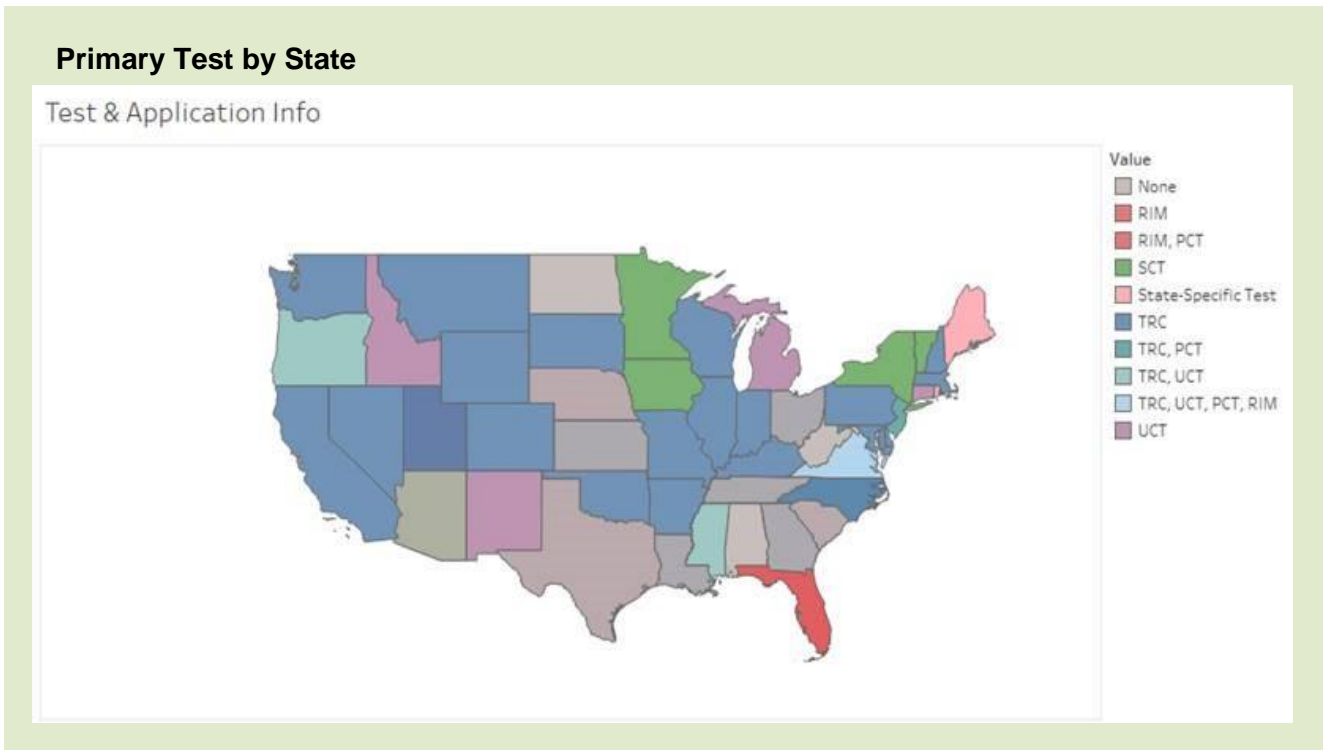 Primary Test by State
Test & Application Info
Value
None
RIM
RIM, PCT
SCT
State-Specific Test
TRC
TRC, PCT
TRC, UCT
TRC, UCT, PCT, RIM
UCT